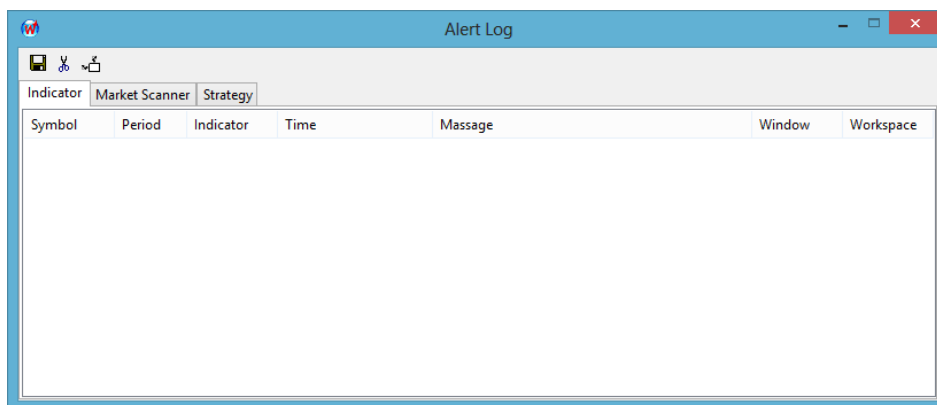 Alert Log
Indicator Market Scanner Strategy
Symbol Period Indicator Time Massage Window Workspace